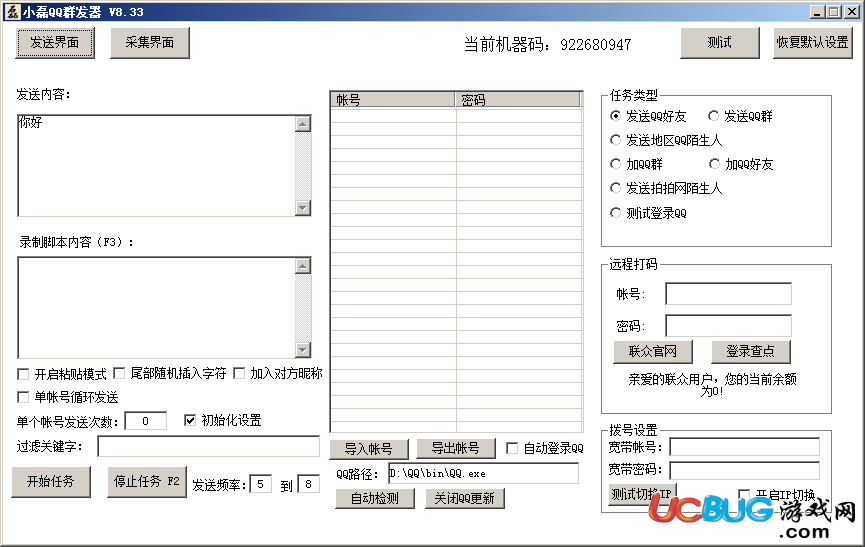 小磊QQ群发器 V8.33
发送界面 采集界面 当前机器码: 922680947 测试 恢复默认设置
发送内容:
你好
录制脚本内容(F3):
开启粘贴模式 尾部随机插入字符 加入对方昵称
单帐号循环发送
单个帐号发送次数: 0 初始化设置
过滤关键字:
开始任务 停止任务 F2 发送频率: 5 到 8
帐号 密码
导入帐号 导出帐号 自动登录QQ
QQ路径: D:\QQ\bin\QQ.exe
自动检测 关闭QQ更新
任务类型
发送QQ好友 发送QQ群
发送地区QQ陌生人
加QQ群 加QQ好友
发送拍拍网陌生人
测试登录QQ
远程打码
帐号:
密码:
联众官网 登录查点
亲爱的联众用户, 您的当前余额
为0!
拨号设置
宽带帐号:
宽带密码:
测试切换IP 开启IP切换
UCBUG游戏网
.com